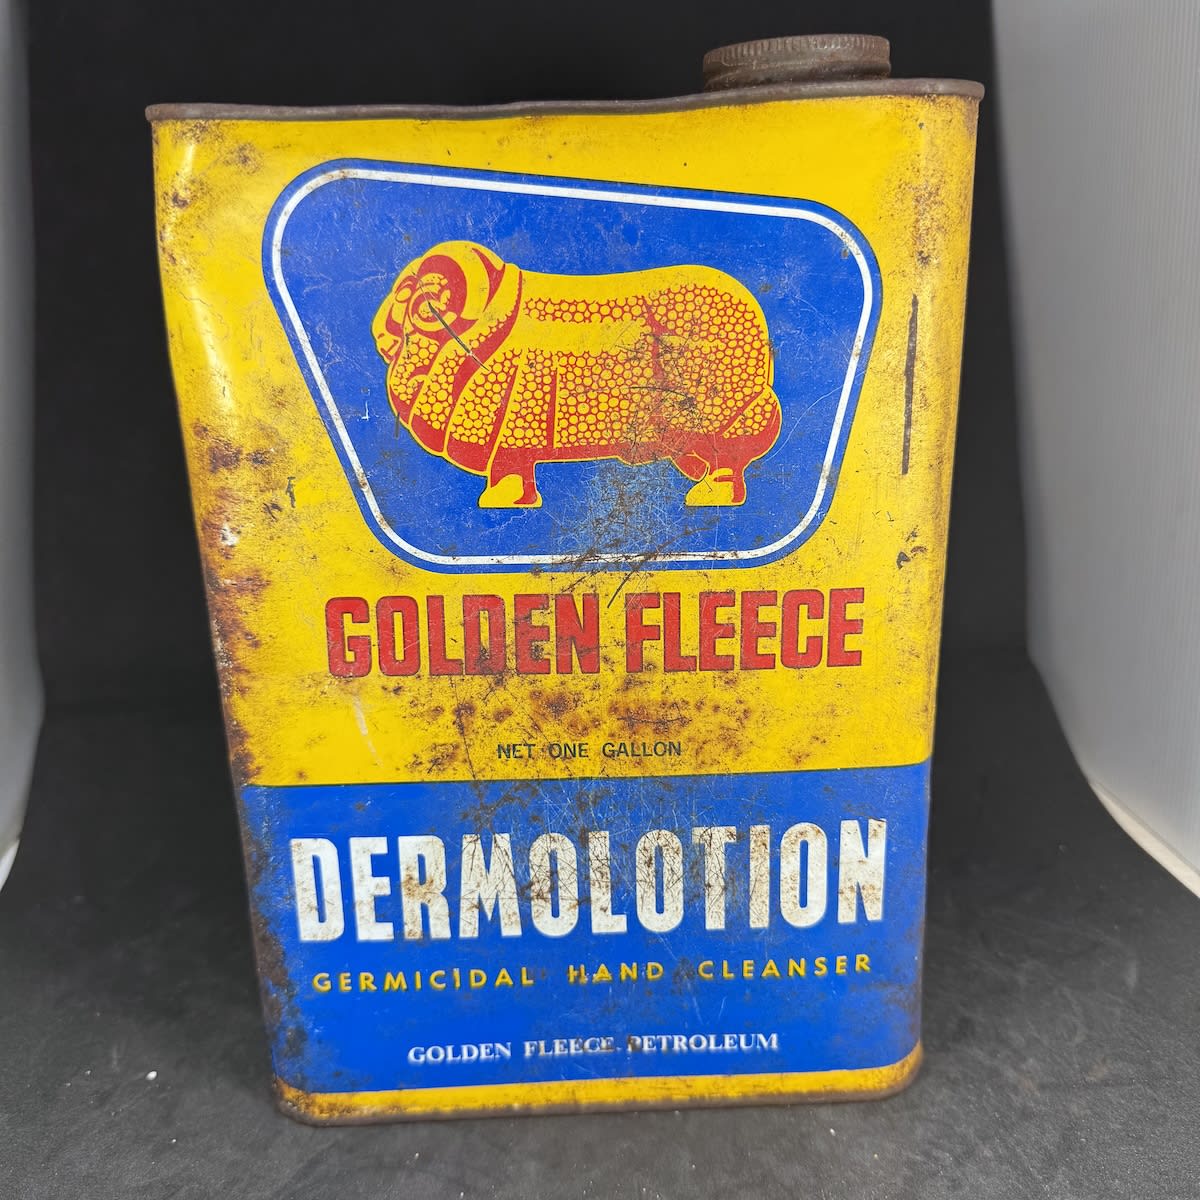 GOLDEN FLEECE
NET ONE GALLON
DERMOLOTION
GERMICIDAL HAND CLEANSER
GOLDEN FLEECE PETROLEUM